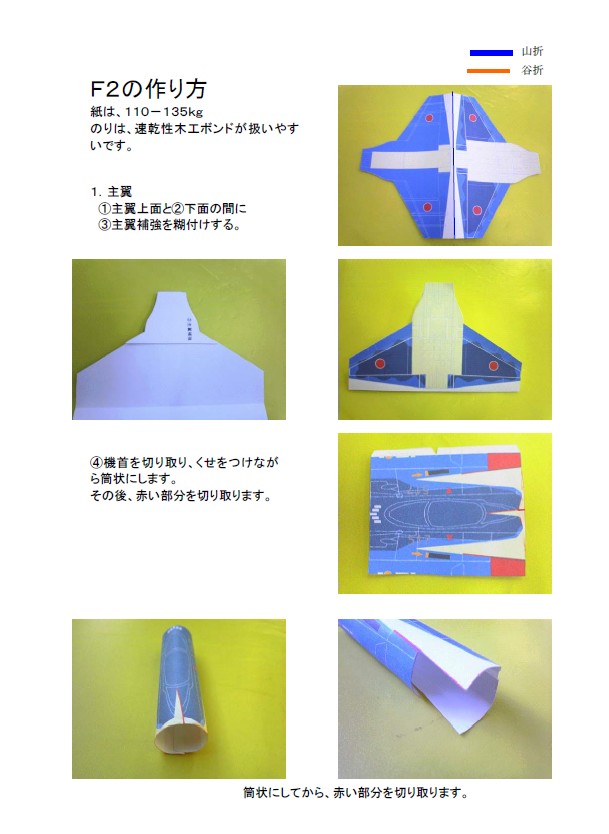 山折
谷折
F2の作り方
紙は、110－135kg
のりは、速乾性木工ボンドが扱いやす
いです。
1．主翼
①主翼上面と②下面の間に
③主翼補強を糊付けする。
④機首を切り取り、くせをつけなが
ら筒状にします。
その後、赤い部分を切り取ります。
筒状にしてから、赤い部分を切り取ります。